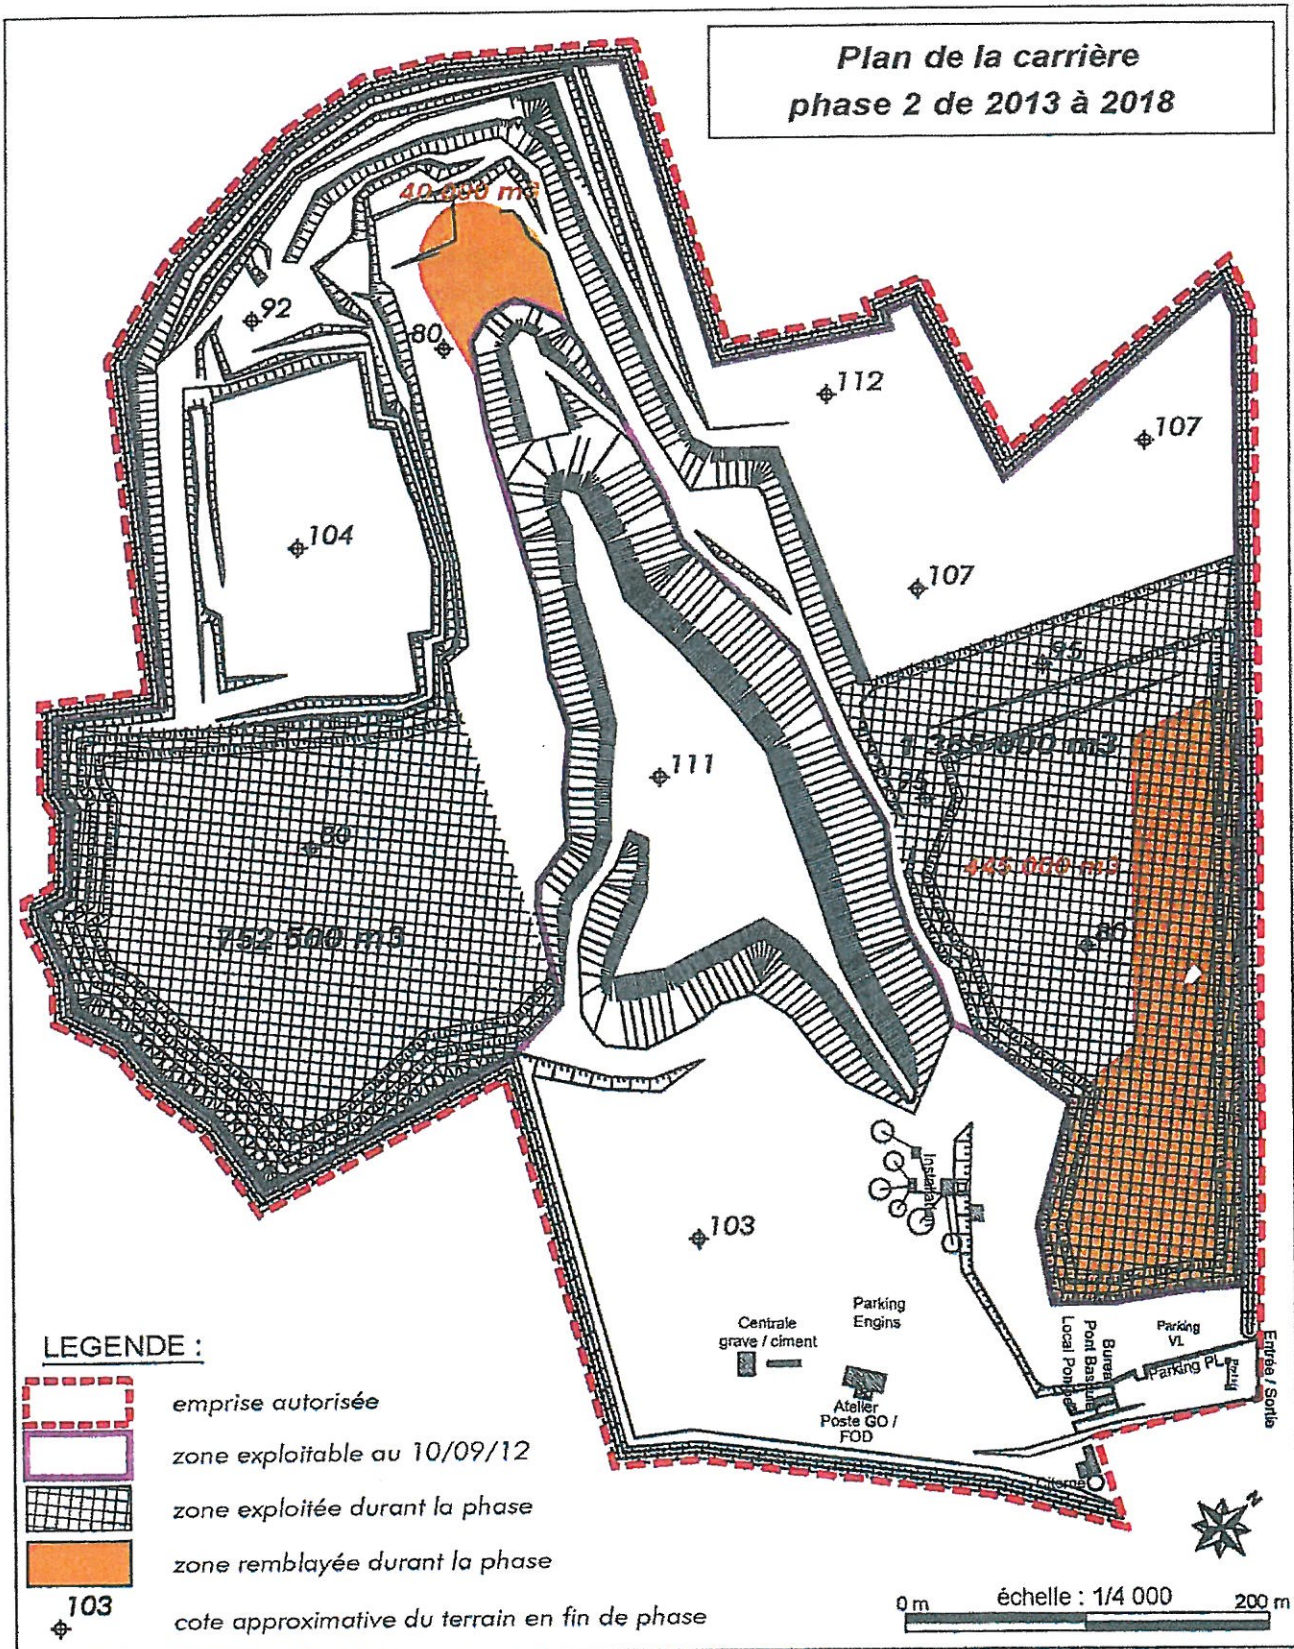 Plan de la carrière
phase 2 de 2013 à 2018
40 000 m3
92
80
112
107
104
107
95
1 365 000 m3
111
95
80
445 000 m3
80
752 500 m3
Installation
103
Centrale
grave / ciment
Parking
Engins
Atelier
Poste GO /
FOD
Local
Pont Bascule
Bureau
Parking
VL
Parking PL
Entrée / Sortie
Citerne
LEGENDE :
emprise autorisée
zone exploitable au 10/09/12
zone exploitée durant la phase
zone remblayée durant la phase
103
cote approximative du terrain en fin de phase
N
échelle : 1/4 000
0 m
200 m